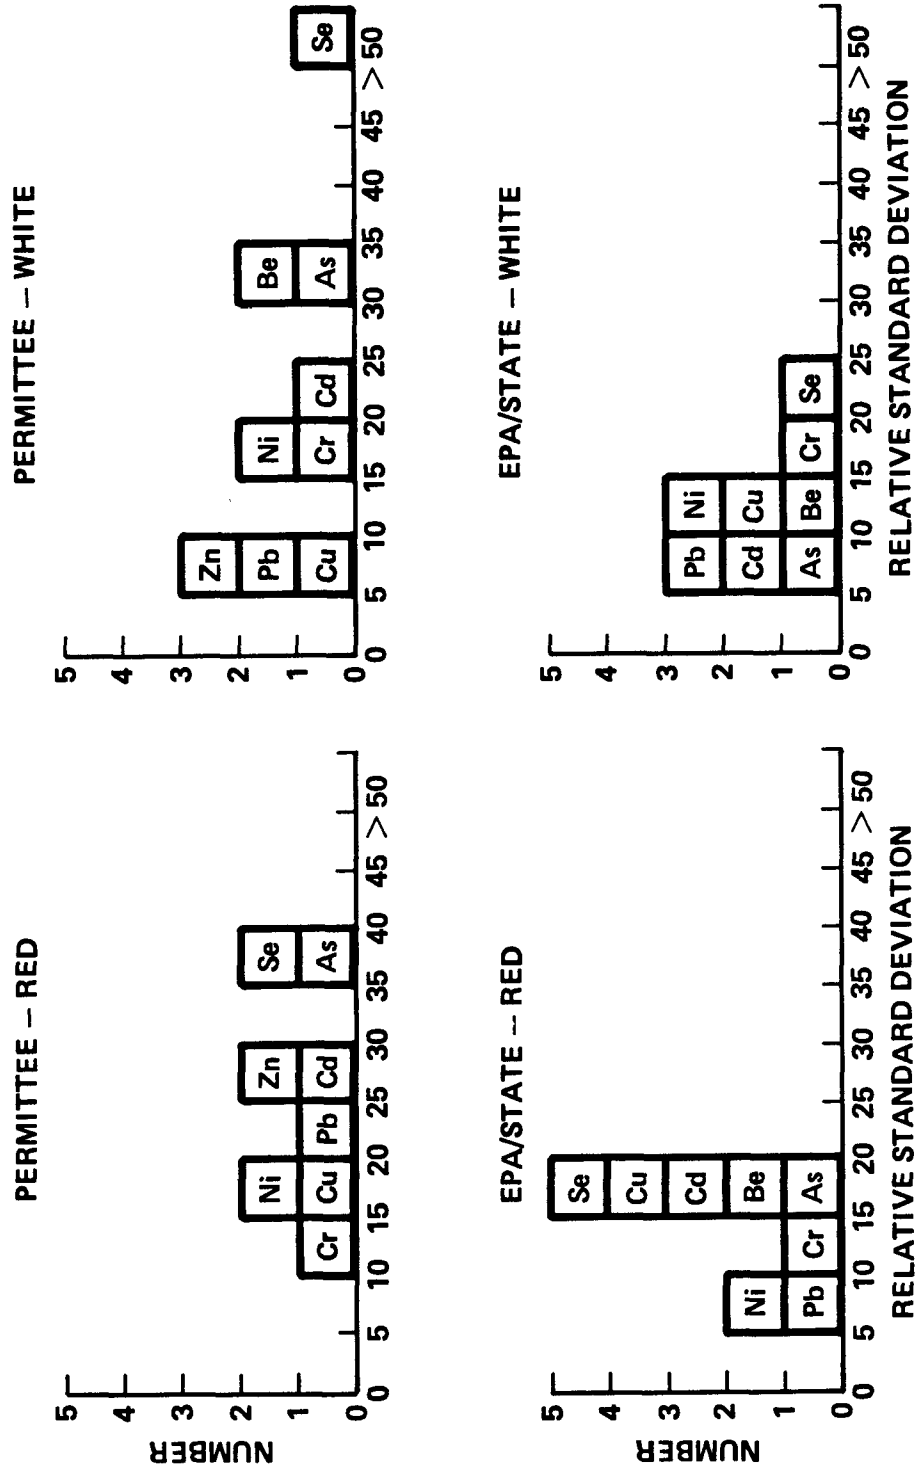 PERMITTEE – RED
NUMBER
5
4
3
2
1
0
Ni Zn Se
Cr Cu Pb Cd As
0 5 10 15 20 25 30 35 40 45 >50
PERMITTEE – WHITE
5
4
3
2
1
0
Zn
Pb Ni Be
Cu Cr Cd As Se
0 5 10 15 20 25 30 35 40 45 >50
EPA/STATE – RED
NUMBER
5
4
3
2
1
0
Se
Cu
Cd
Ni Be
Pb Cr As
0 5 10 15 20 25 30 35 40 45 >50
RELATIVE STANDARD DEVIATION
EPA/STATE – WHITE
5
4
3
2
1
0
Pb Ni
Cd Cu
As Be Cr Se
0 5 10 15 20 25 30 35 40 45 >50
RELATIVE STANDARD DEVIATION